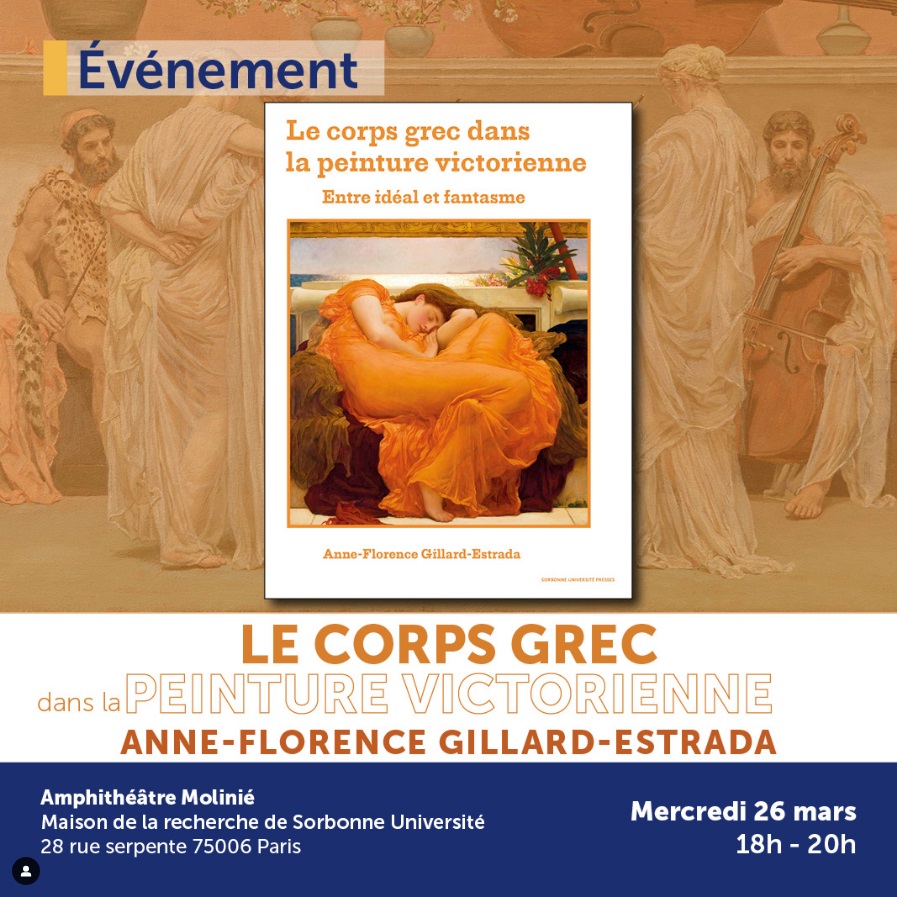 Événement
Le corps grec dans
la peinture victorienne
Entre idéal et fantasme
Anne-Florence Gillard-Estrada
SORBONNE UNIVERSITÉ PRESSES
LE CORPS GREC
dans la PEINTURE VICTORIENNE
ANNE-FLORENCE GILLARD-ESTRADA
Amphithéâtre Molinié
Maison de la recherche de Sorbonne Université
28 rue serpente 75006 Paris
Mercredi 26 mars
18h - 20h